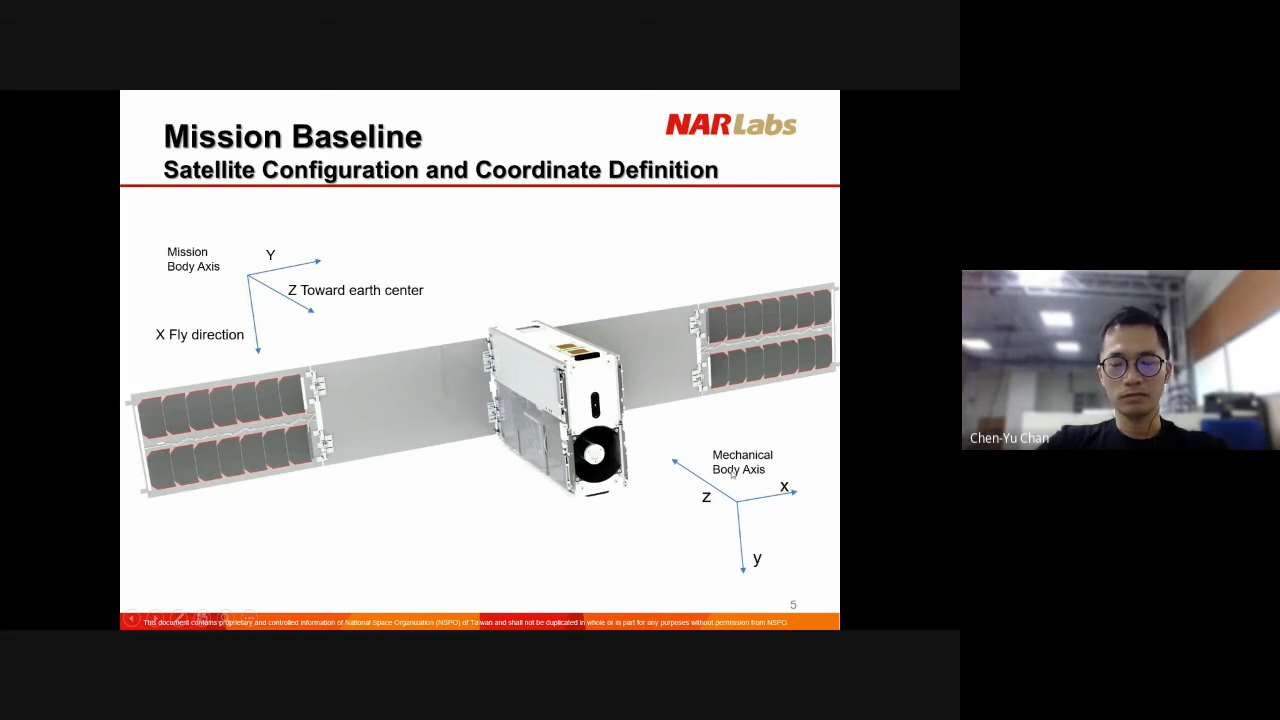 Mission Baseline
NARLabs
Satellite Configuration and Coordinate Definition
Mission
Body Axis
Y
Z Toward earth center
X Fly direction
Mechanical
Body Axis
z
x
y
5
This document contains proprietary and controlled information of National Space Organization (NSPO) of Taiwan and shall not be duplicated in whole or in part for any purposes without permission from NSPO.
Chen-Yu Chan